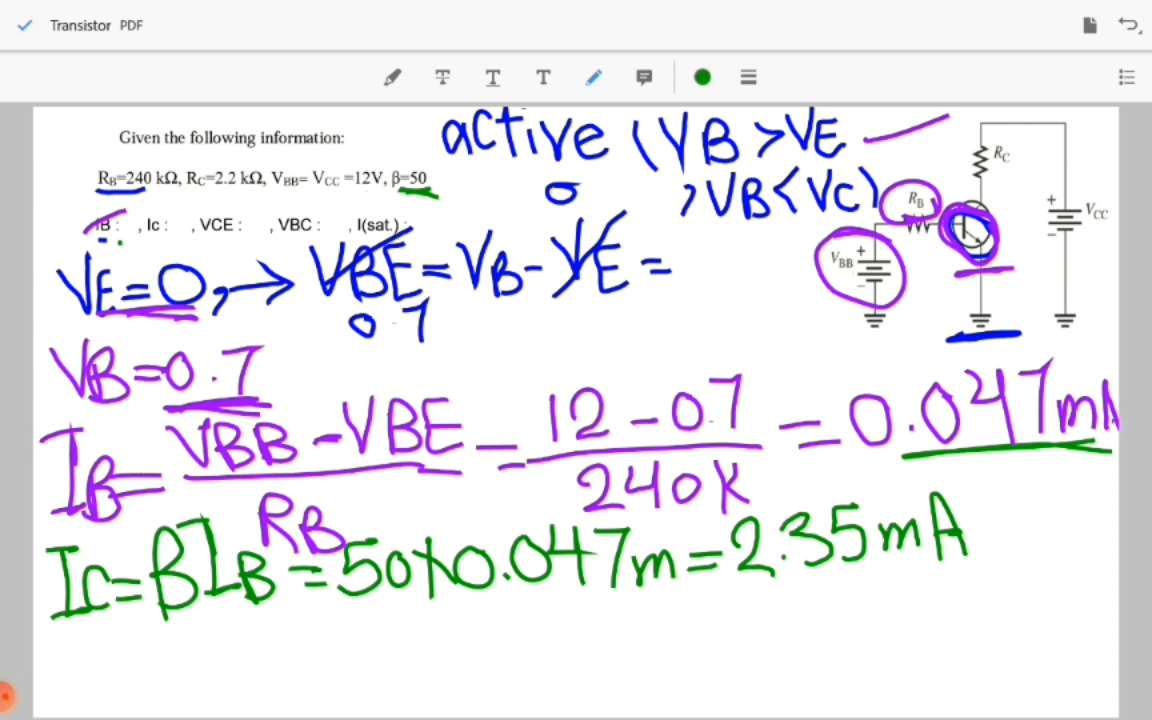 Transistor PDF
Given the following information:
active (VB > VE
RB=240 kΩ, RC=2.2 kΩ, VBB= VCC =12V, β=50
, VB < VC)
IB : , Ic : , VCE : , VBC : , I(sat.) :
RC
RB
VBB
VCC
+
-
+
-
0
VE = 0, → VBE = VB - VE =
0.7
VB = 0.7
IB = VBB - VBE / RB = 12 - 0.7 / 240K = 0.047mA
Ic = βIB = 50 × 0.047m = 2.35mA